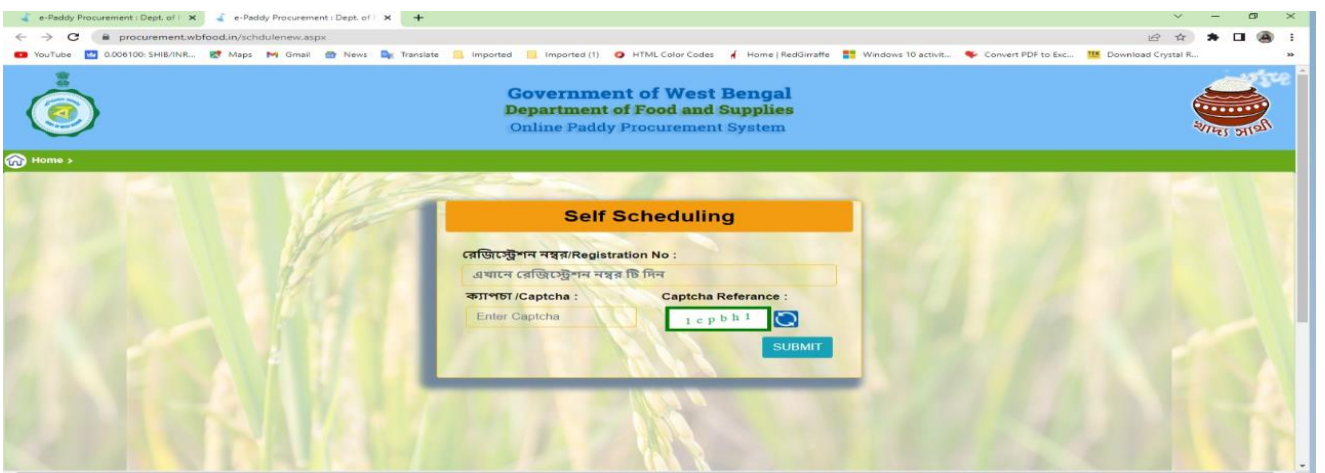 e-Paddy Procurement : Dept. of F
e-Paddy Procurement : Dept. of F
procurement.wbfood.in/schdulenew.aspx
YouTube 0.006100: SHIB/INR... Maps Gmail News Translate Imported Imported (1) HTML Color Codes Home | RedGirraffe Windows 10 activit... Convert PDF to Exc... Download Crystal R... »
Government of West Bengal
Department of Food and Supplies
Online Paddy Procurement System
খাদ্য সাথী
Home >
Self Scheduling
রেজিস্ট্রেশন নম্বর/Registration No :
এখানে রেজিস্ট্রেশন নম্বর টি দিন
ক্যাপচা /Captcha : Captcha Referance :
Enter Captcha 1cpbh1
SUBMIT